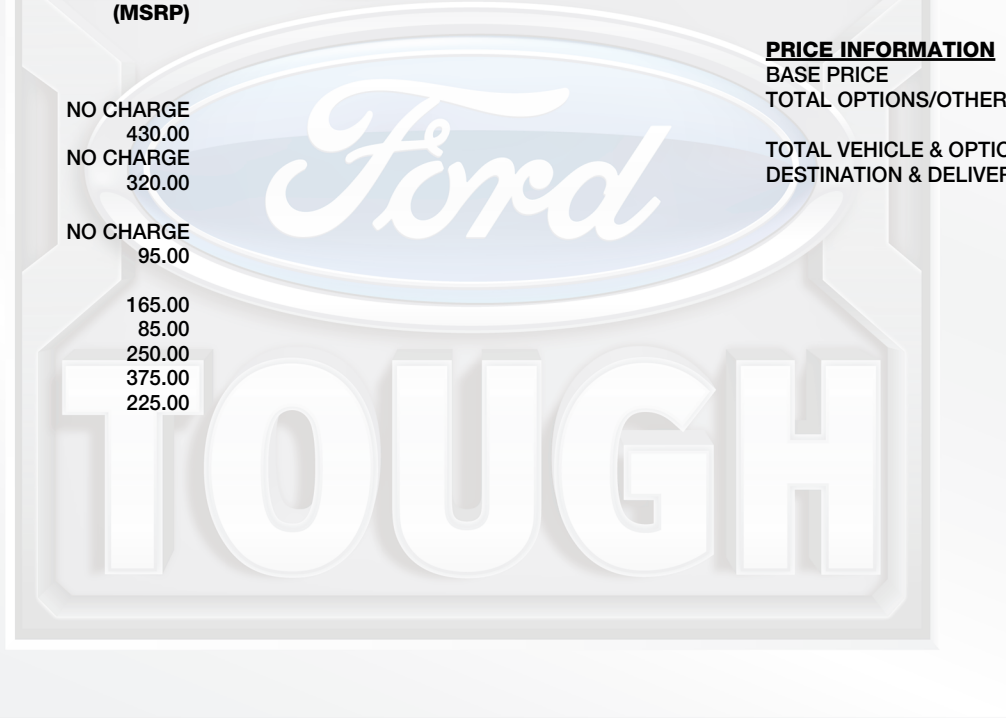 (MSRP)
NO CHARGE
430.00
NO CHARGE
320.00
NO CHARGE
95.00
165.00
85.00
250.00
375.00
225.00
PRICE INFORMATION
BASE PRICE
TOTAL OPTIONS/OTHER
TOTAL VEHICLE & OPTIO
DESTINATION & DELIVER
Ford
TOUGH